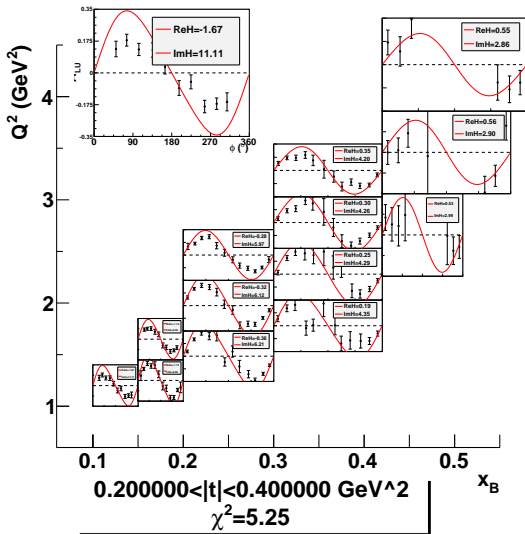 0.35
0.175
0
-0.175
-0.35
LU
ReH=-1.67
ImH=11.11
0
90
180
270
360
φ (°)
Q² (GeV²)
4
3
2
1
ReH=0.55
ImH=2.86
ReH=0.56
ImH=2.90
ReH=0.53
ReH=0.35
ImH=4.20
ReH=0.30
ImH=4.26
ReH=0.25
ImH=4.29
ReH=0.19
ImH=4.35
ReH=-0.28
ImH=5.97
ReH=-0.32
ImH=6.12
ReH=-0.36
ImH=6.21
0.1
0.2
0.3
0.4
0.5
x_B
0.200000<|t|<0.400000 GeV^2
χ²=5.25